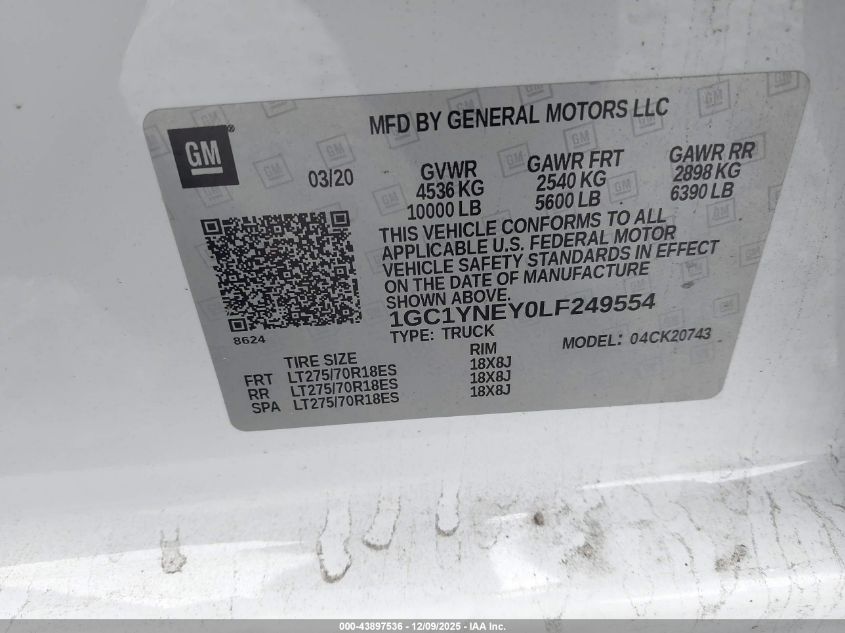 MFD BY GENERAL MOTORS LLC
GM®
03/20
GVWR
4536 KG
10000 LB
GAWR FRT
2540 KG
5600 LB
GAWR RR
2898 KG
6390 LB
THIS VEHICLE CONFORMS TO ALL
APPLICABLE U.S. FEDERAL MOTOR
VEHICLE SAFETY STANDARDS IN EFFECT
ON THE DATE OF MANUFACTURE
SHOWN ABOVE.
1GC1YNEY0LF249554
8624
TYPE: TRUCK
MODEL: 04CK20743
TIRE SIZE RIM
FRT LT275/70R18ES 18X8J
RR LT275/70R18ES 18X8J
SPA LT275/70R18ES 18X8J
000-43897536 - 12/09/2025 - IAA Inc.